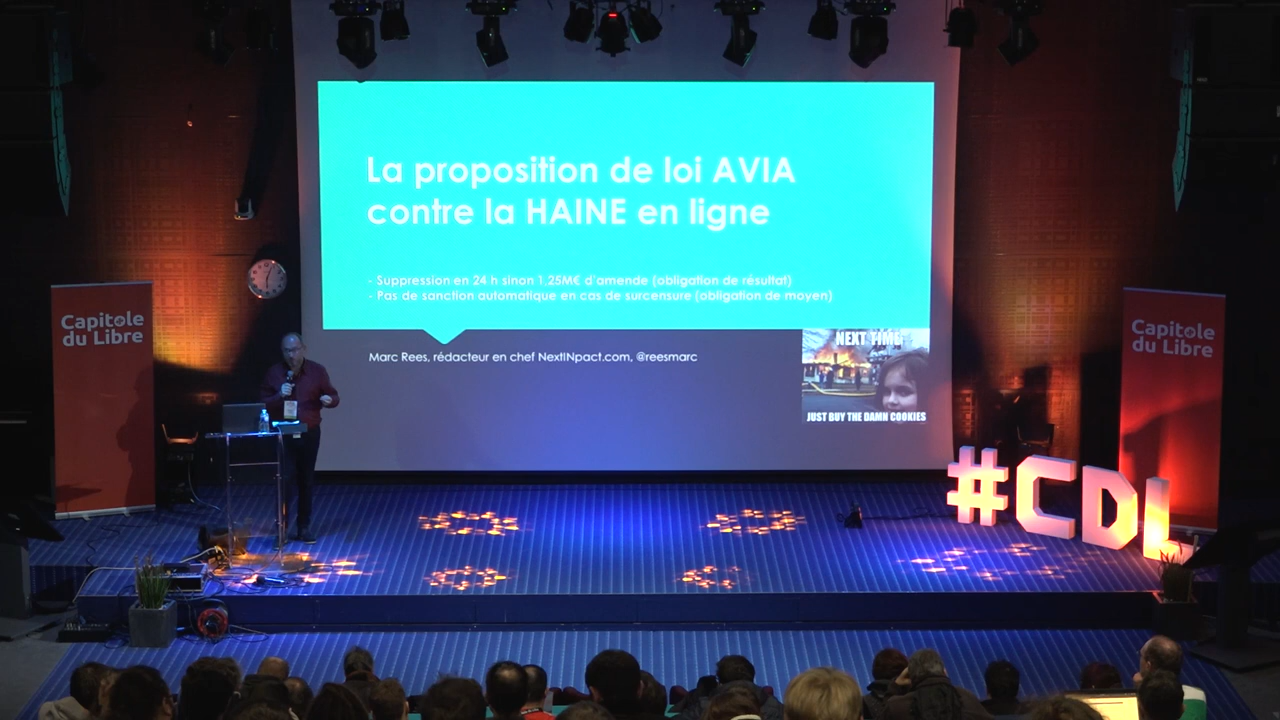 La proposition de loi AVIA
contre la HAINE en ligne
- Suppression en 24 h sinon 1,25M€ d'amende (obligation de résultat)
- Pas de sanction automatique en cas de surcensure (obligation de moyen)
Marc Rees, rédacteur en chef NextINpact.com, @reesmarc
NEXT TIME
JUST BUY THE DAMN COOKIES
Capitole
du Libre
Capitole
du Libre
#CDL